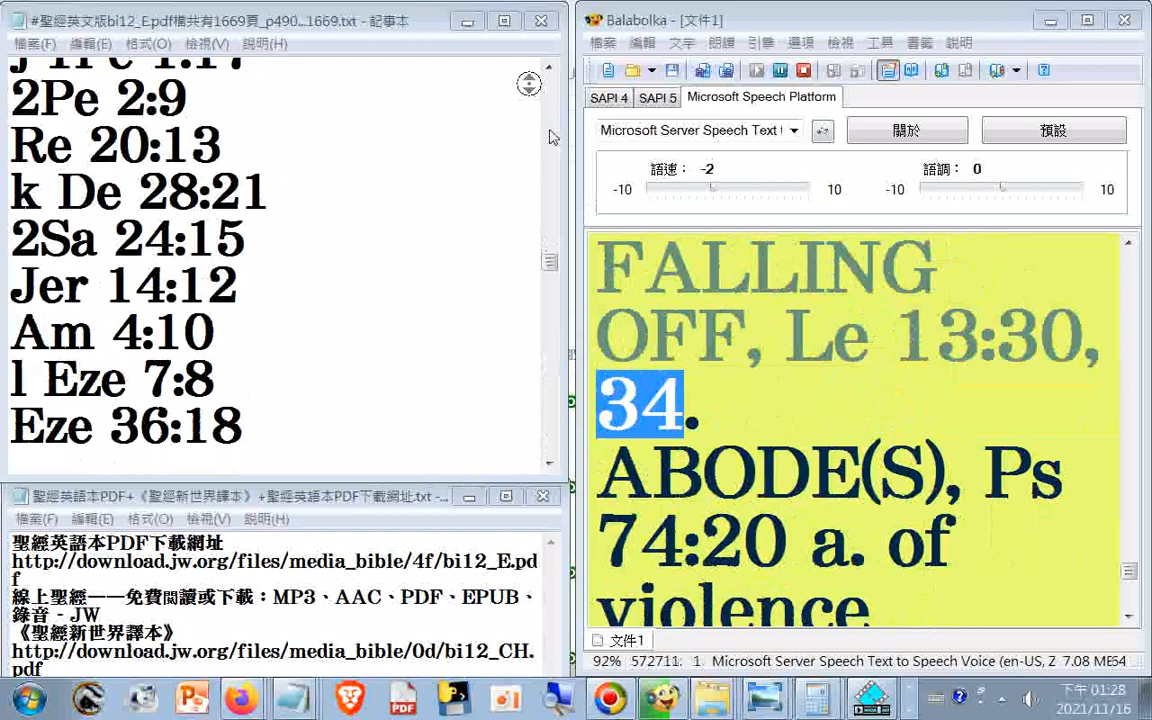 #聖經英文版bi12_E.pdf橫共有1669頁_p490...1669.txt - 記事本
檔案(F) 編輯(E) 格式(O) 檢視(V) 說明(H)
2Pe 2:9
Re 20:13
k De 28:21
2Sa 24:15
Jer 14:12
Am 4:10
l Eze 7:8
Eze 36:18
聖經英語本PDF+《聖經新世界譯本》+聖經英語本PDF下載網址.txt - ...
檔案(F) 編輯(E) 格式(O) 檢視(V) 說明(H)
聖經英語本PDF下載網址
http://download.jw.org/files/media_bible/4f/bi12_E.pd
f
線上聖經——免費閱讀或下載：MP3、AAC、PDF、EPUB、
錄音 - JW
《聖經新世界譯本》
http://download.jw.org/files/media_bible/0d/bi12_CH.
pdf
Balabolka - [文件1]
檔案 編輯 文字 朗讀 引擎 選項 檢視 工具 書籤 說明
SAPI 4 SAPI 5 Microsoft Speech Platform
Microsoft Server Speech Text 關於 預設
語速： -2 語調： 0
-10 10 -10 10
FALLING
OFF, Le 13:30,
34.
ABODE(S), Ps
74:20 a. of
violence
文件1
92% 572711: 1 Microsoft Server Speech Text to Speech Voice (en-US, Z 7.08 ME54
下午 01:28
2021/11/16